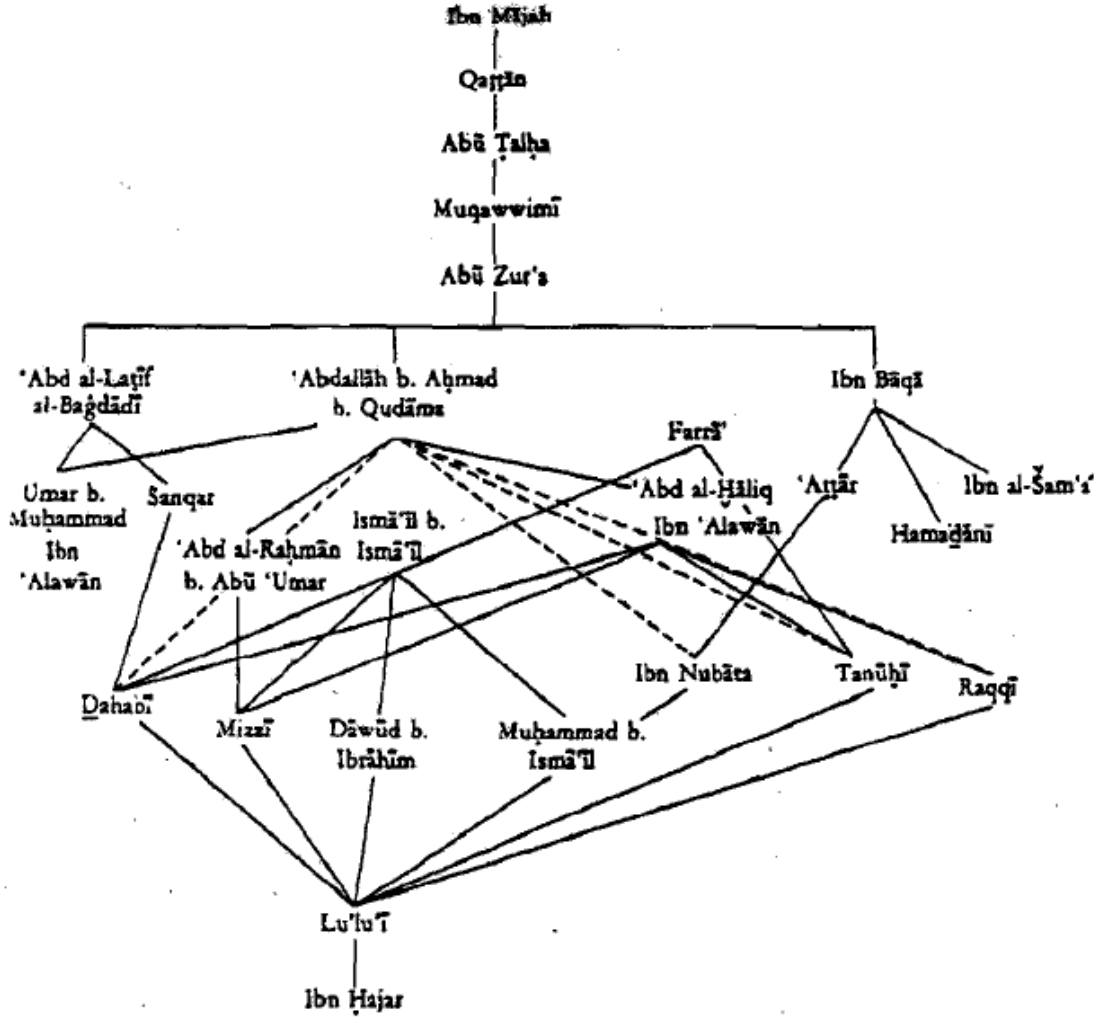 Ibn Mājah
Qaṭṭān
Abū Ṭalḥa
Muqawwimī
Abū Zur'a
'Abd al-Laṭīf
al-Baġdādī
'Abdallāh b. Aḥmad
b. Qudāma
Ibn Bāqā
Farrā'
Umar b.
Muḥammad
Ibn
'Alawān
Sanqar
'Abd al-Raḥmān
b. Abū 'Umar
Ismā'īl b.
Ismā'īl
'Abd al-Ḫāliq
Ibn 'Alawān
'Aṭṭār
Hamaḏānī
Ibn al-Šam'a'
Ḏahabī
Mizzī
Dāwūd b.
Ibrāhīm
Muḥammad b.
Ismā'īl
Ibn Nubāta
Tanūḫī
Raqqī
Lu'lu'ī
Ibn Ḥajar